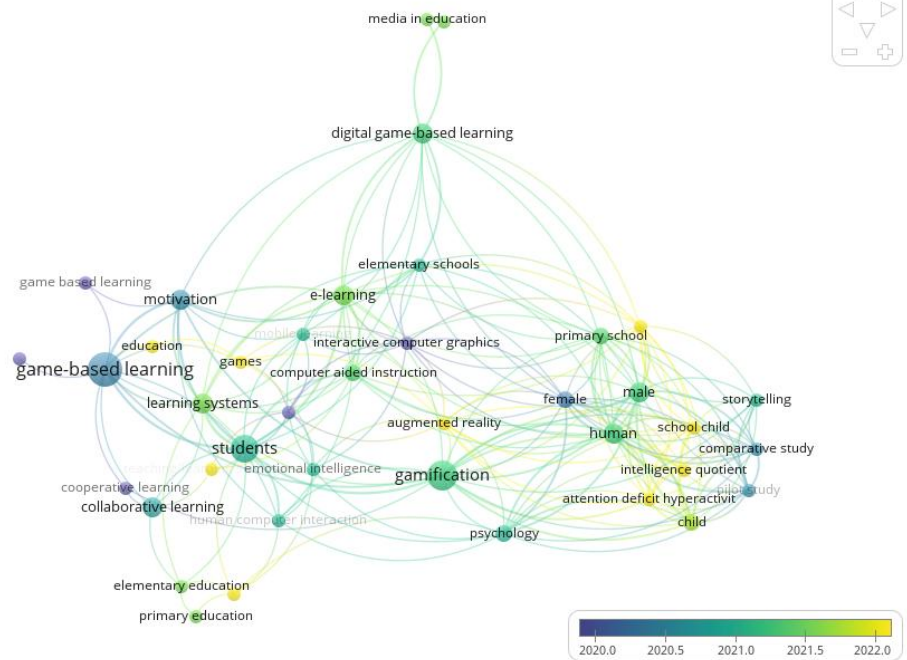 media in education
digital game-based learning
elementary schools
game based learning
e-learning
motivation
mobile learning
primary school
interactive computer graphics
education
games
game-based learning
computer aided instruction
male
female
storytelling
learning systems
augmented reality
school child
human
students
comparative study
emotional intelligence
intelligence quotient
gamification
cooperative learning
pilot study
attention deficit hyperactivit
collaborative learning
human computer interaction
child
psychology
elementary education
primary education
2020.0 2020.5 2021.0 2021.5 2022.0